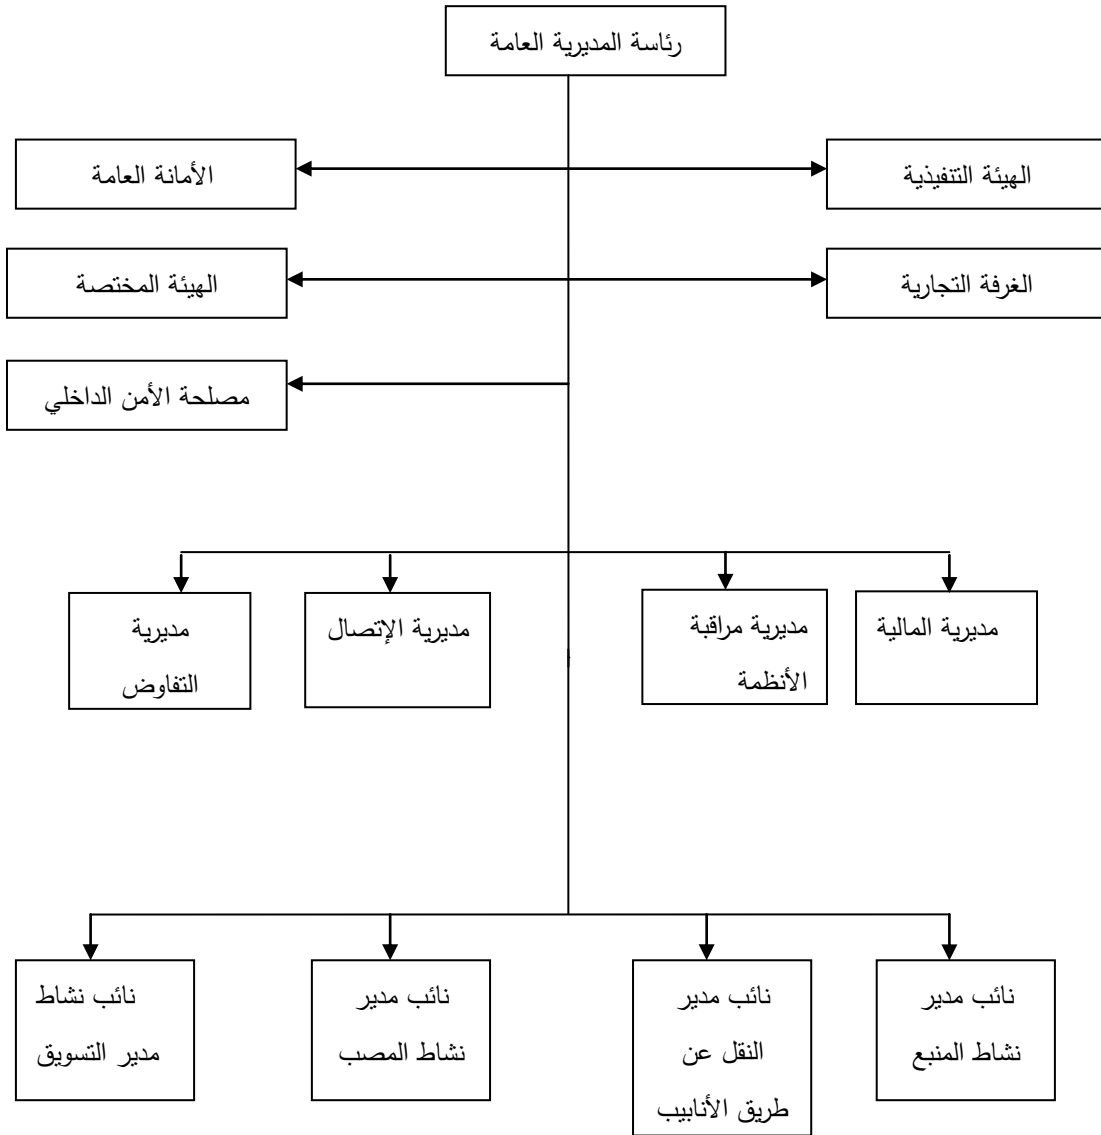 رئاسة المديرية العامة
الهيئة التنفيذية
الأمانة العامة
الغرفة التجارية
الهيئة المختصة
مصلحة الأمن الداخلي
مديرية المالية
مديرية مراقبة
الأنظمة
مديرية الإتصال
مديرية
التفاوض
نائب مدير
نشاط المنبع
نائب مدير
النقل عن
طريق الأنابيب
نائب مدير
نشاط المصب
نائب نشاط
مدير التسويق